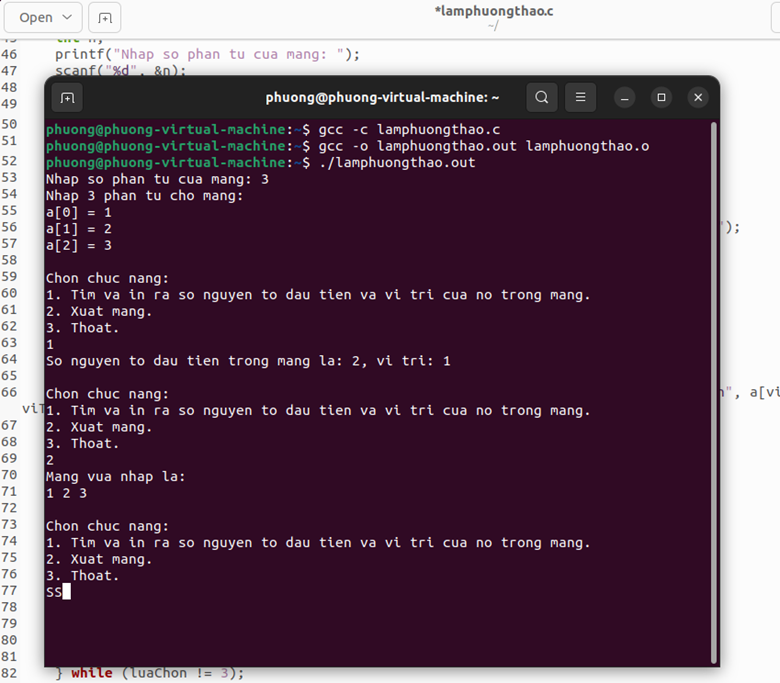 Open
*lamphuongthao.c
~/
45 int n;
46 printf("Nhap so phan tu cua mang: ");
47 scanf("%d", &n);
48
49
phuong@phuong-virtual-machine: ~
50
51
52
53
54
55
56 ");
57
58
59
60
61
62
63
64
65
66 n", a[vi
viT
67
68
69
70
71
72
73
74
75
76
77
78
79
80
81
82 } while (luaChon != 3);
phuong@phuong-virtual-machine:~$ gcc -c lamphuongthao.c
phuong@phuong-virtual-machine:~$ gcc -o lamphuongthao.out lamphuongthao.o
phuong@phuong-virtual-machine:~$ ./lamphuongthao.out
Nhap so phan tu cua mang: 3
Nhap 3 phan tu cho mang:
a[0] = 1
a[1] = 2
a[2] = 3
Chon chuc nang:
1. Tim va in ra so nguyen to dau tien va vi tri cua no trong mang.
2. Xuat mang.
3. Thoat.
1
So nguyen to dau tien trong mang la: 2, vi tri: 1
Chon chuc nang:
1. Tim va in ra so nguyen to dau tien va vi tri cua no trong mang.
2. Xuat mang.
3. Thoat.
2
Mang vua nhap la:
1 2 3
Chon chuc nang:
1. Tim va in ra so nguyen to dau tien va vi tri cua no trong mang.
2. Xuat mang.
3. Thoat.
SS